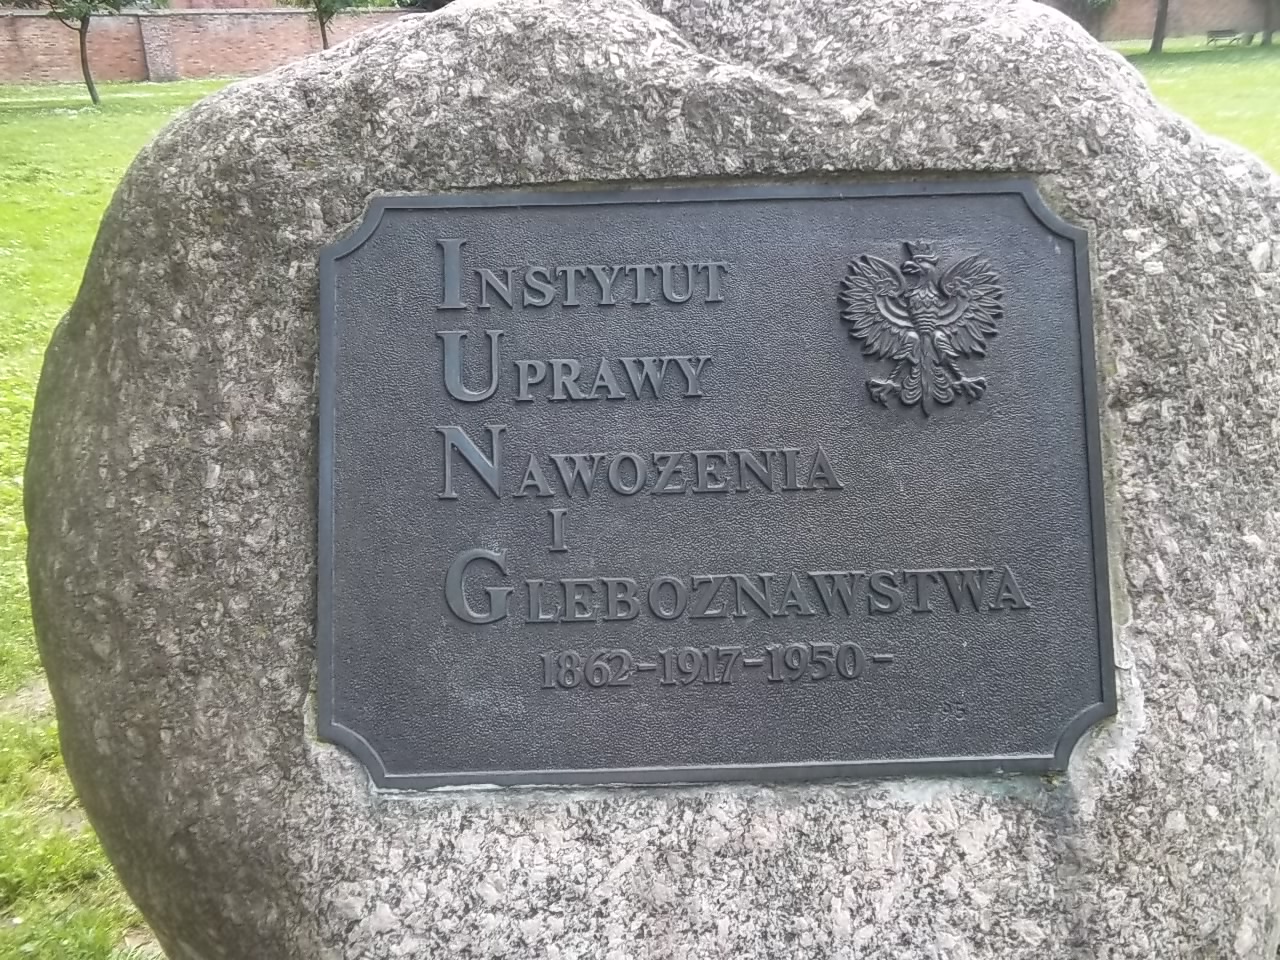 INSTYTUT
UPRAWY
NAWOŻENIA
I
GLEBOZNAWSTWA
1862-1917-1950-